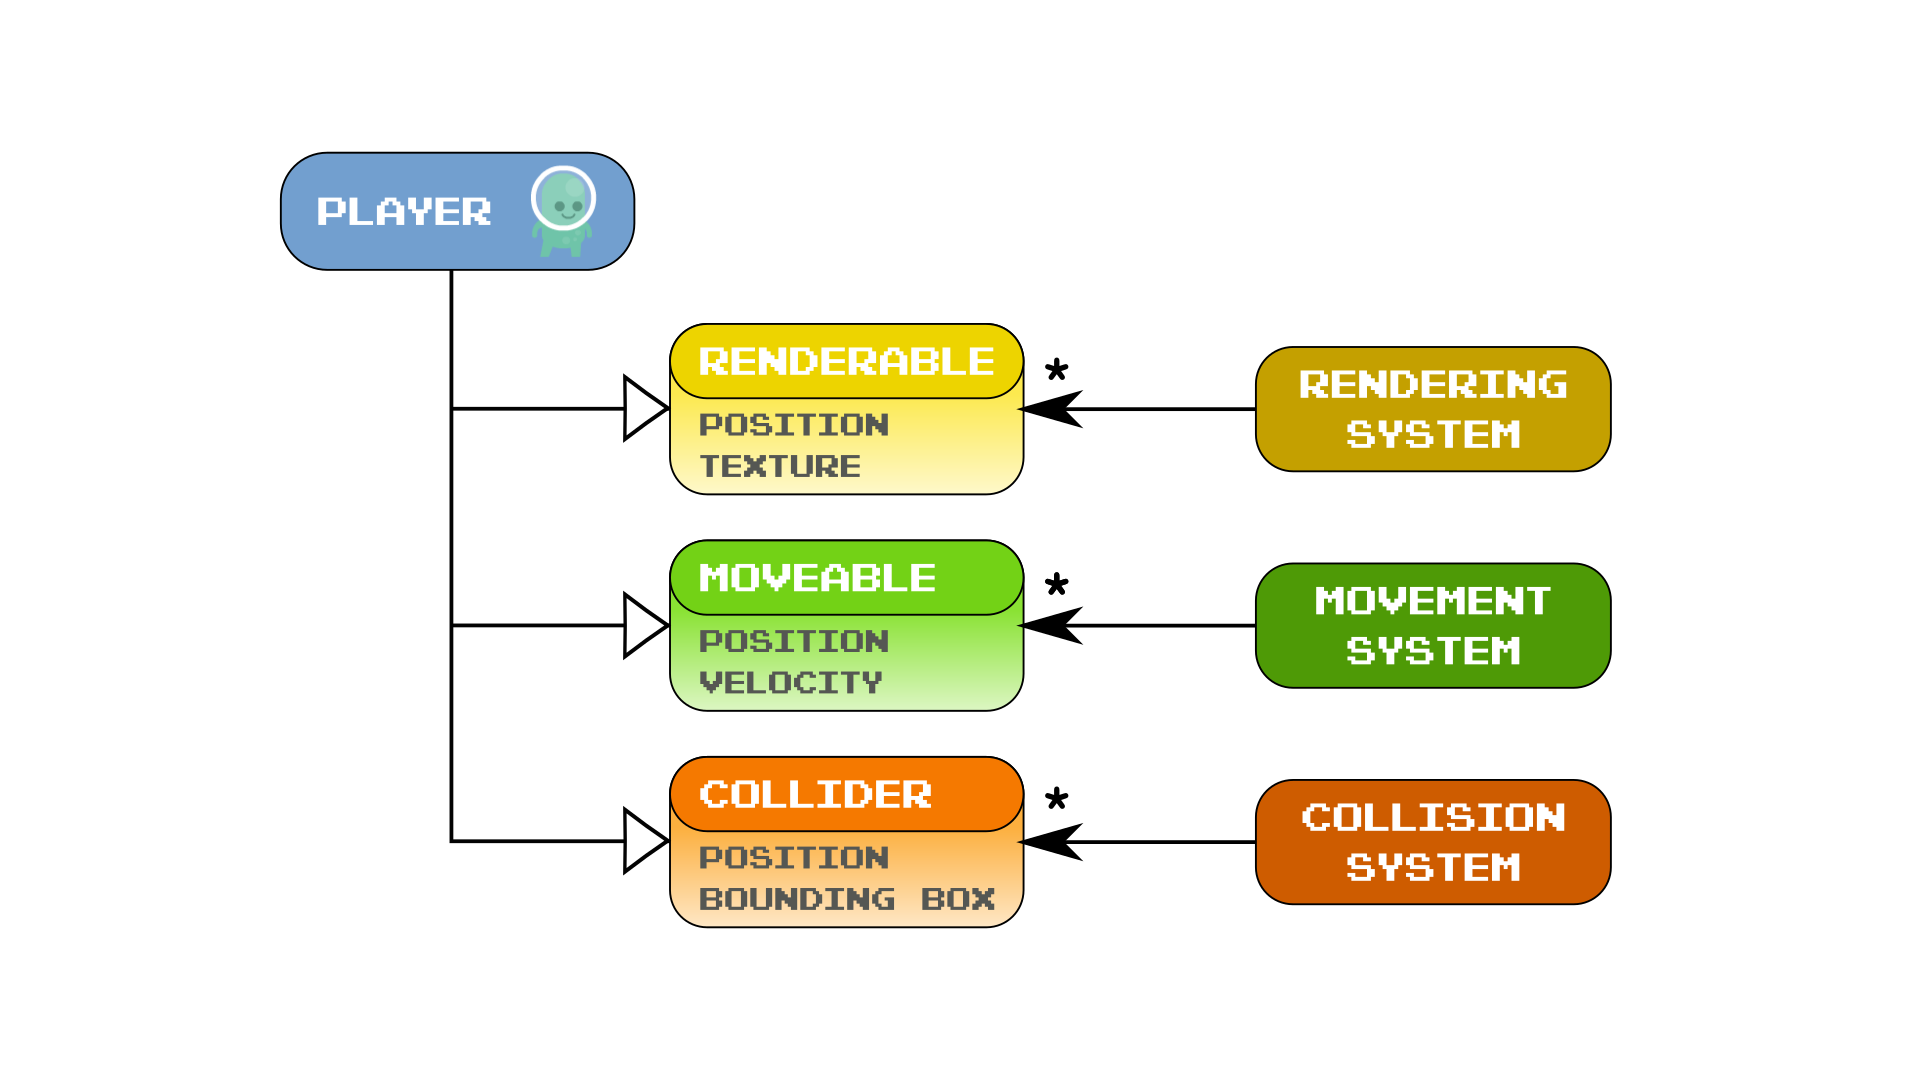 PLAYER
RENDERABLE
POSITION
TEXTURE
*
RENDERING
SYSTEM
MOVEABLE
POSITION
VELOCITY
*
MOVEMENT
SYSTEM
COLLIDER
POSITION
BOUNDING BOX
*
COLLISION
SYSTEM